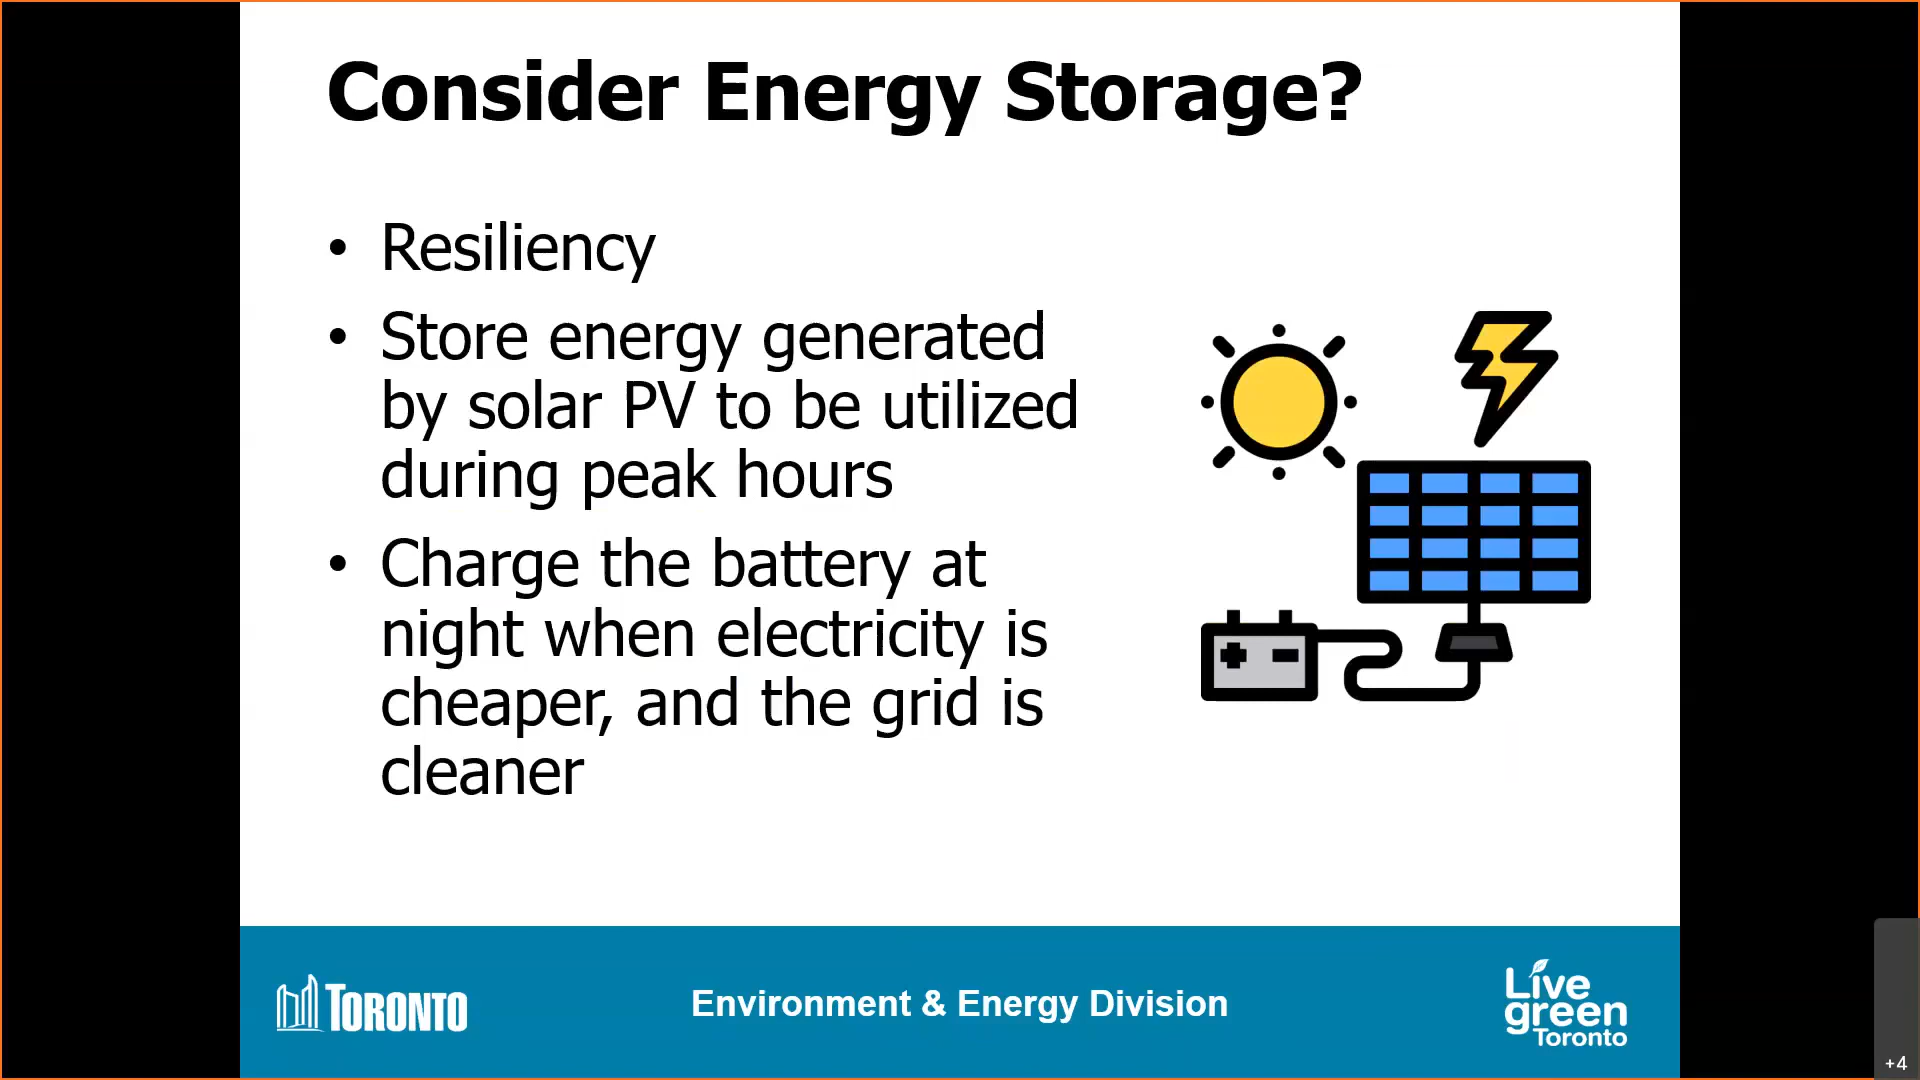 Consider Energy Storage?
• Resiliency
• Store energy generated
by solar PV to be utilized
during peak hours
• Charge the battery at
night when electricity is
cheaper, and the grid is
cleaner
TORONTO
Environment & Energy Division
Live
green
Toronto
+4